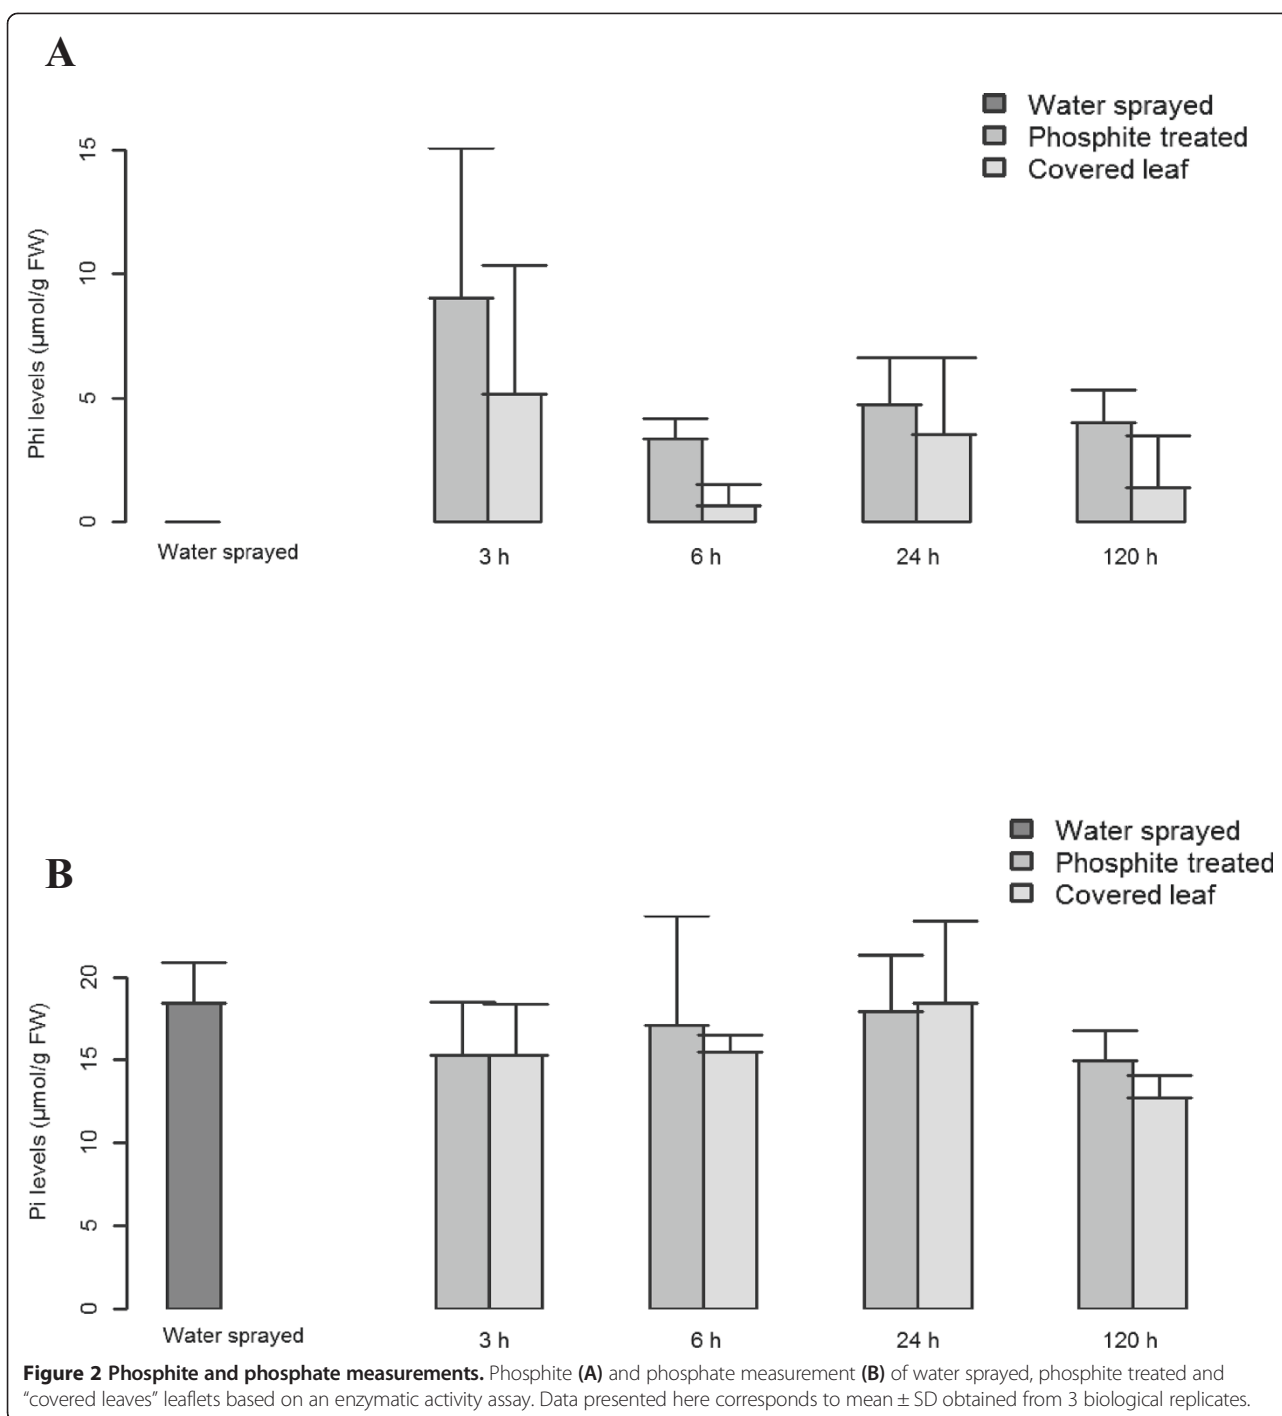 A
Water sprayed
Phosphite treated
Covered leaf
Phi levels (µmol/g FW)
15
10
5
0
Water sprayed
3 h
6 h
24 h
120 h
B
Water sprayed
Phosphite treated
Covered leaf
Pi levels (µmol/g FW)
20
15
10
5
0
Water sprayed
3 h
6 h
24 h
120 h
Figure 2 Phosphite and phosphate measurements. Phosphite (A) and phosphate measurement (B) of water sprayed, phosphite treated and
“covered leaves” leaflets based on an enzymatic activity assay. Data presented here corresponds to mean ± SD obtained from 3 biological replicates.